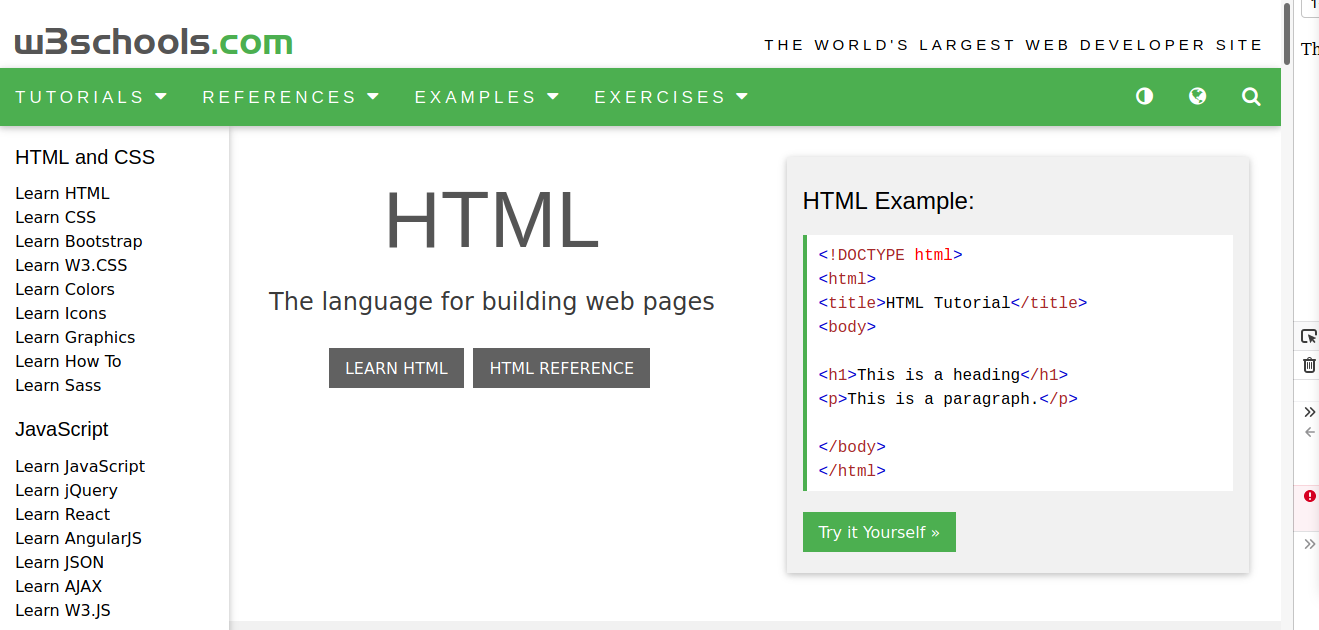 w3schools.com
THE WORLD'S LARGEST WEB DEVELOPER SITE
TUTORIALS REFERENCES EXAMPLES EXERCISES
HTML and CSS
Learn HTML
Learn CSS
Learn Bootstrap
Learn W3.CSS
Learn Colors
Learn Icons
Learn Graphics
Learn How To
Learn Sass
JavaScript
Learn JavaScript
Learn jQuery
Learn React
Learn AngularJS
Learn JSON
Learn AJAX
Learn W3.JS
HTML
The language for building web pages
LEARN HTML HTML REFERENCE
HTML Example:
<!DOCTYPE html>
<html>
<title>HTML Tutorial</title>
<body>
<h1>This is a heading</h1>
<p>This is a paragraph.</p>
</body>
</html>
Try it Yourself »